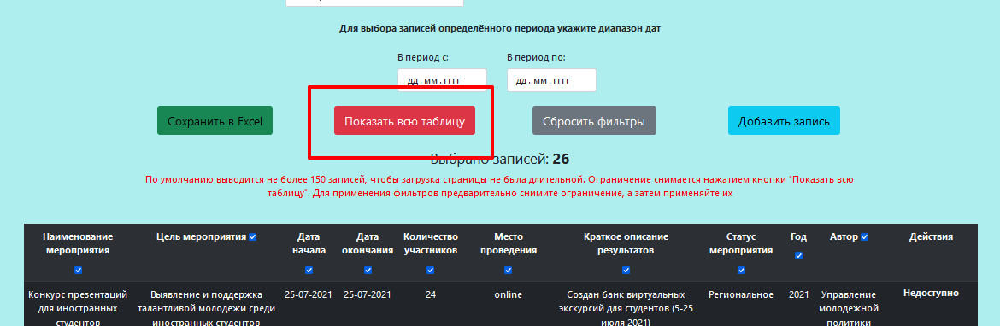 Для выбора записей определённого периода укажите диапазон дат
В период с: В период по:
дд.мм.гггг дд.мм.гггг
Сохранить в Excel Показать всю таблицу Сбросить фильтры Добавить запись
Выбрано записей: 26
По умолчанию выводится не более 150 записей, чтобы загрузка страницы не была длительной. Ограничение снимается нажатием кнопки "Показать всю
таблицу". Для применения фильтров предварительно снимите ограничение, а затем применяйте их
Наименование Цель мероприятия Дата Дата Количество Место Краткое описание Статус Год Автор Действия
мероприятия начала окончания участников проведения результатов мероприятия
Конкурс презентаций Выявление и поддержка 25-07-2021 25-07-2021 24 online Создан банк виртуальных Региональное 2021 Управление Недоступно
для иностранных талантливой молодежи среди экскурсий для студентов (5-25 молодежной
студентов иностранных студентов июля 2021) политики